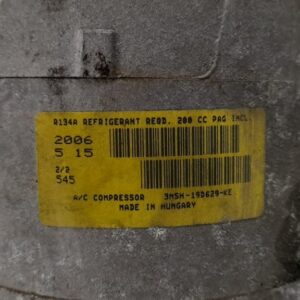 R134A REFRIGERANT REQD. 200 CC PAG INCL
2006
5 15
2/2
545
A/C COMPRESSOR 3M5H-19D629-KE
MADE IN HUNGARY